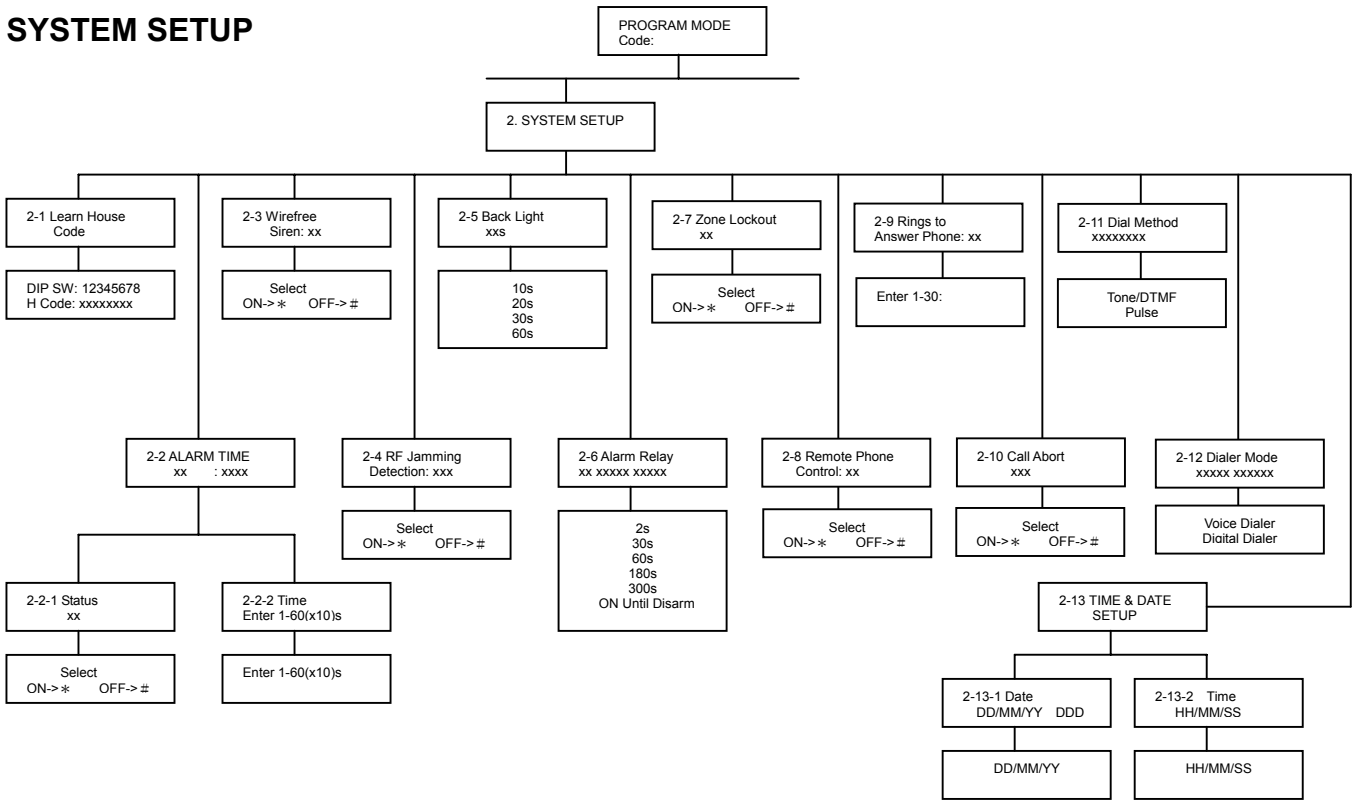 SYSTEM SETUP
PROGRAM MODE
Code:
2. SYSTEM SETUP
2-1 Learn House
Code
DIP SW: 12345678
H Code: xxxxxxxx
2-3 Wirefree
Siren: xx
Select
ON->* OFF->#
2-5 Back Light
xxs
10s
20s
30s
60s
2-7 Zone Lockout
xx
Select
ON->* OFF->#
2-9 Rings to
Answer Phone: xx
Enter 1-30:
2-11 Dial Method
xxxxxxxx
Tone/DTMF
Pulse
2-2 ALARM TIME
xx : xxxx
2-2-1 Status
xx
Select
ON->* OFF->#
2-2-2 Time
Enter 1-60(x10)s
Enter 1-60(x10)s
2-4 RF Jamming
Detection: xxx
Select
ON->* OFF->#
2-6 Alarm Relay
xx xxxxx xxxxx
2s
30s
60s
180s
300s
ON Until Disarm
2-8 Remote Phone
Control: xx
Select
ON->* OFF->#
2-10 Call Abort
xxx
Select
ON->* OFF->#
2-12 Dialer Mode
xxxxx xxxxxx
Voice Dialer
Digital Dialer
2-13 TIME & DATE
SETUP
2-13-1 Date
DD/MM/YY DDD
DD/MM/YY
2-13-2 Time
HH/MM/SS
HH/MM/SS